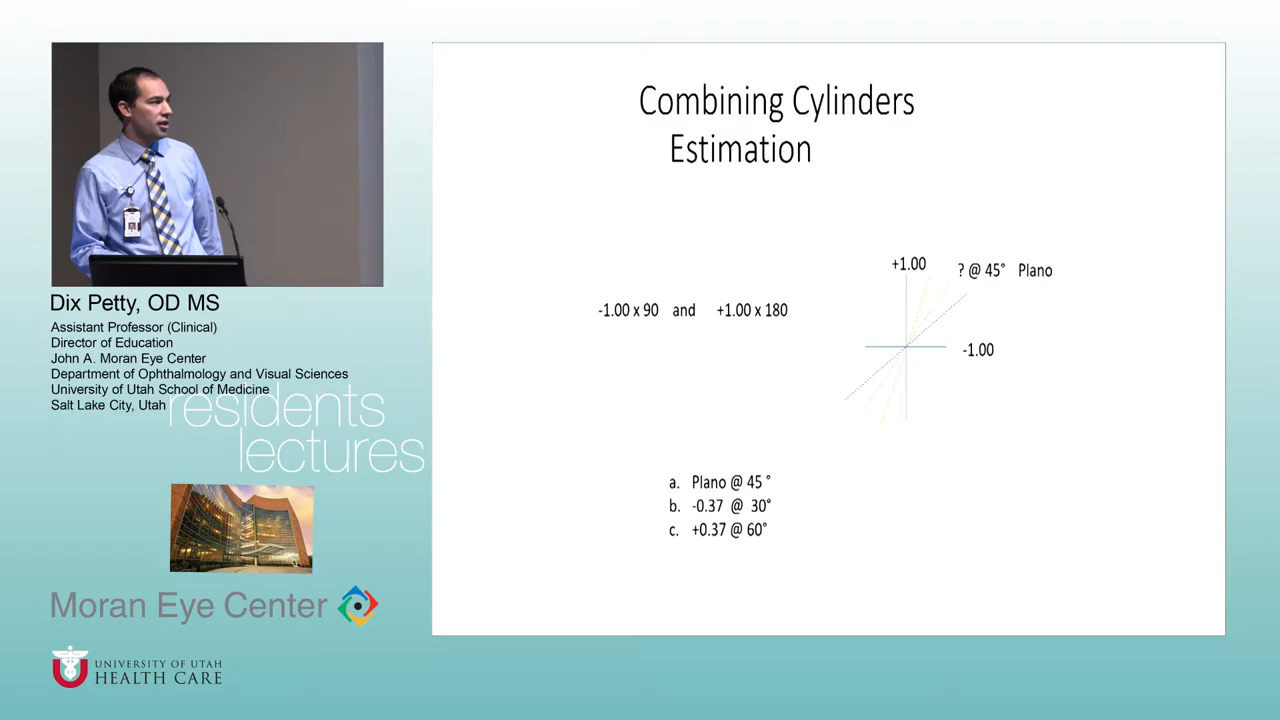 Combining Cylinders
Estimation
+1.00
? @ 45° Plano
-1.00 x 90 and +1.00 x 180
-1.00
a. Plano @ 45 °
b. -0.37 @ 30°
c. +0.37 @ 60°
Dix Petty, OD MS
Assistant Professor (Clinical)
Director of Education
John A. Moran Eye Center
Department of Ophthalmology and Visual Sciences
University of Utah School of Medicine
Salt Lake City, Utah
residents
lectures
Moran Eye Center
UNIVERSITY OF UTAH
HEALTH CARE